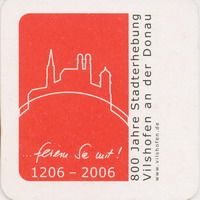 ...feiern Sie mit!
1206 – 2006
800 Jahre Stadterhebung
Vilshofen an der Donau
www.vilshofen.de